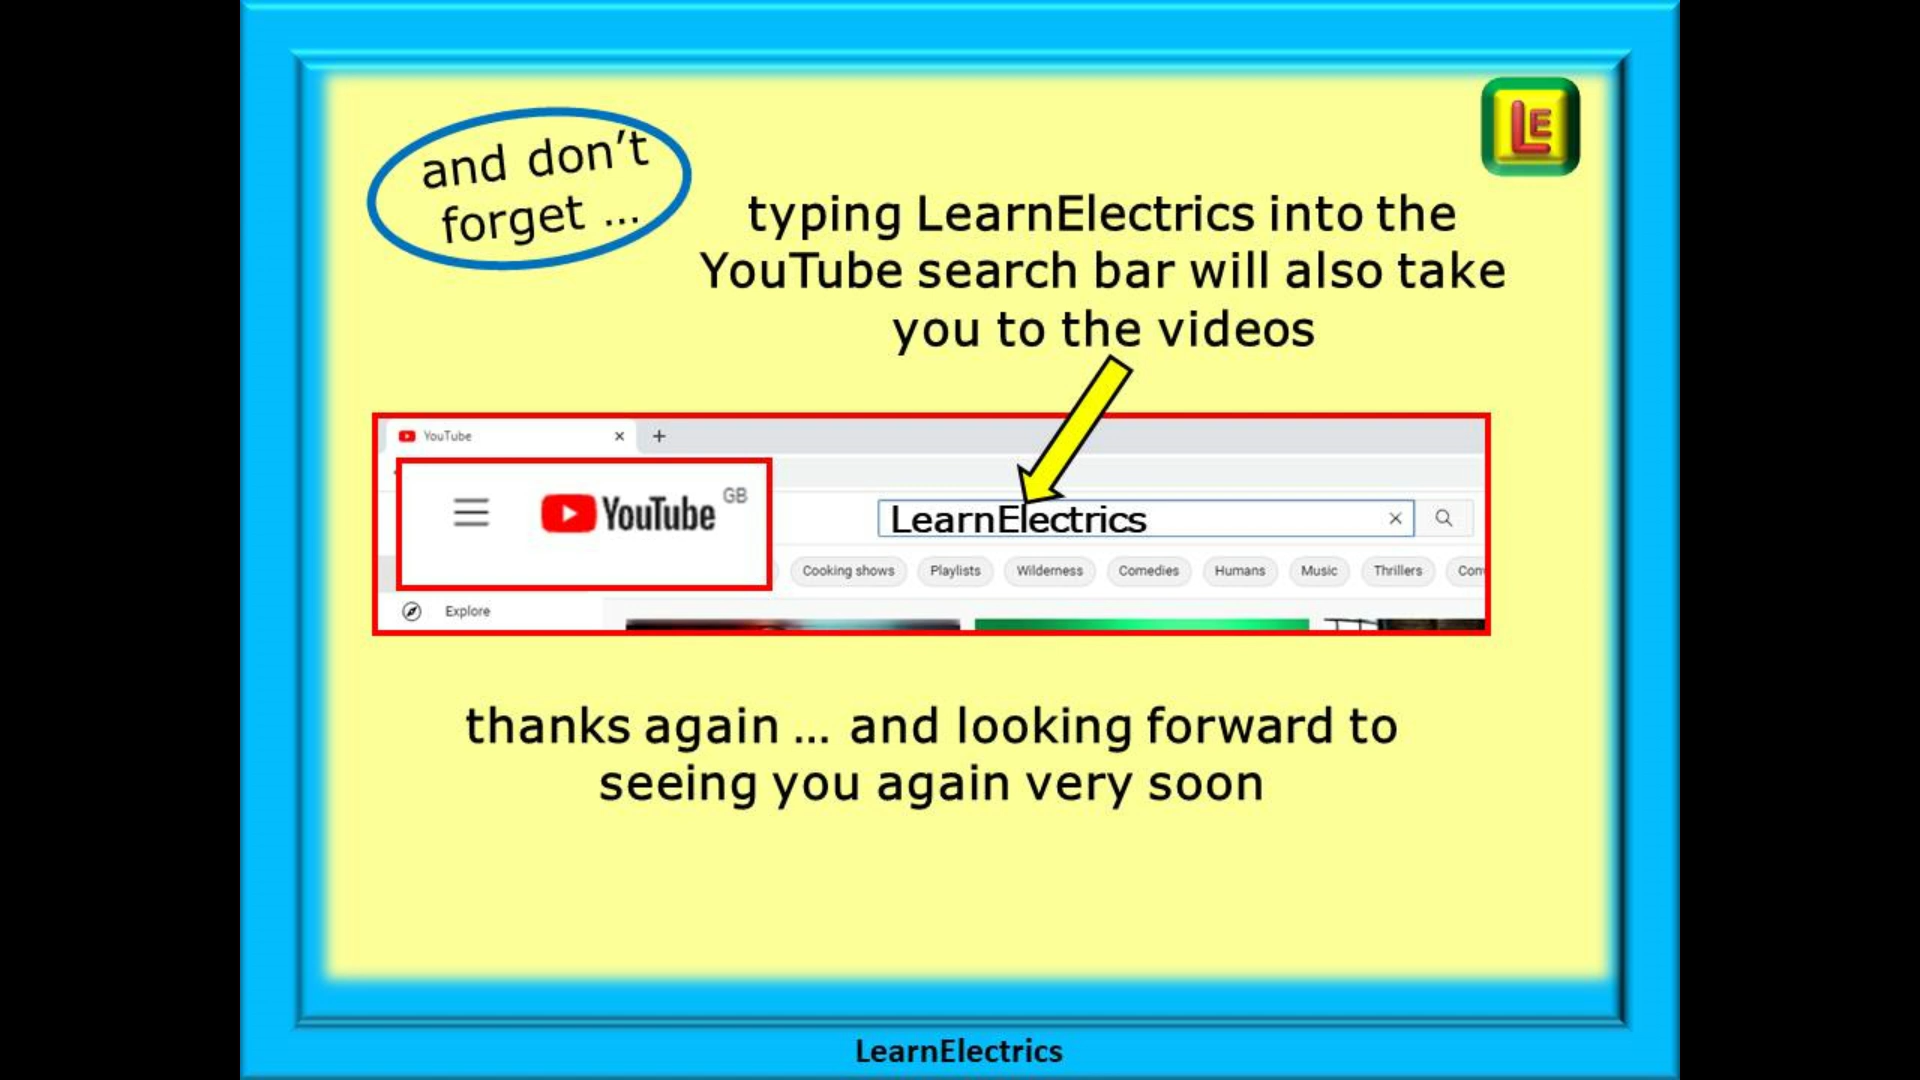 and don't
forget ...
LE
typing LearnElectrics into the
YouTube search bar will also take
you to the videos
YouTube
YouTube GB
LearnElectrics
Cooking shows Playlists Wilderness Comedies Humans Music Thrillers
Explore
thanks again ... and looking forward to
seeing you again very soon
LearnElectrics